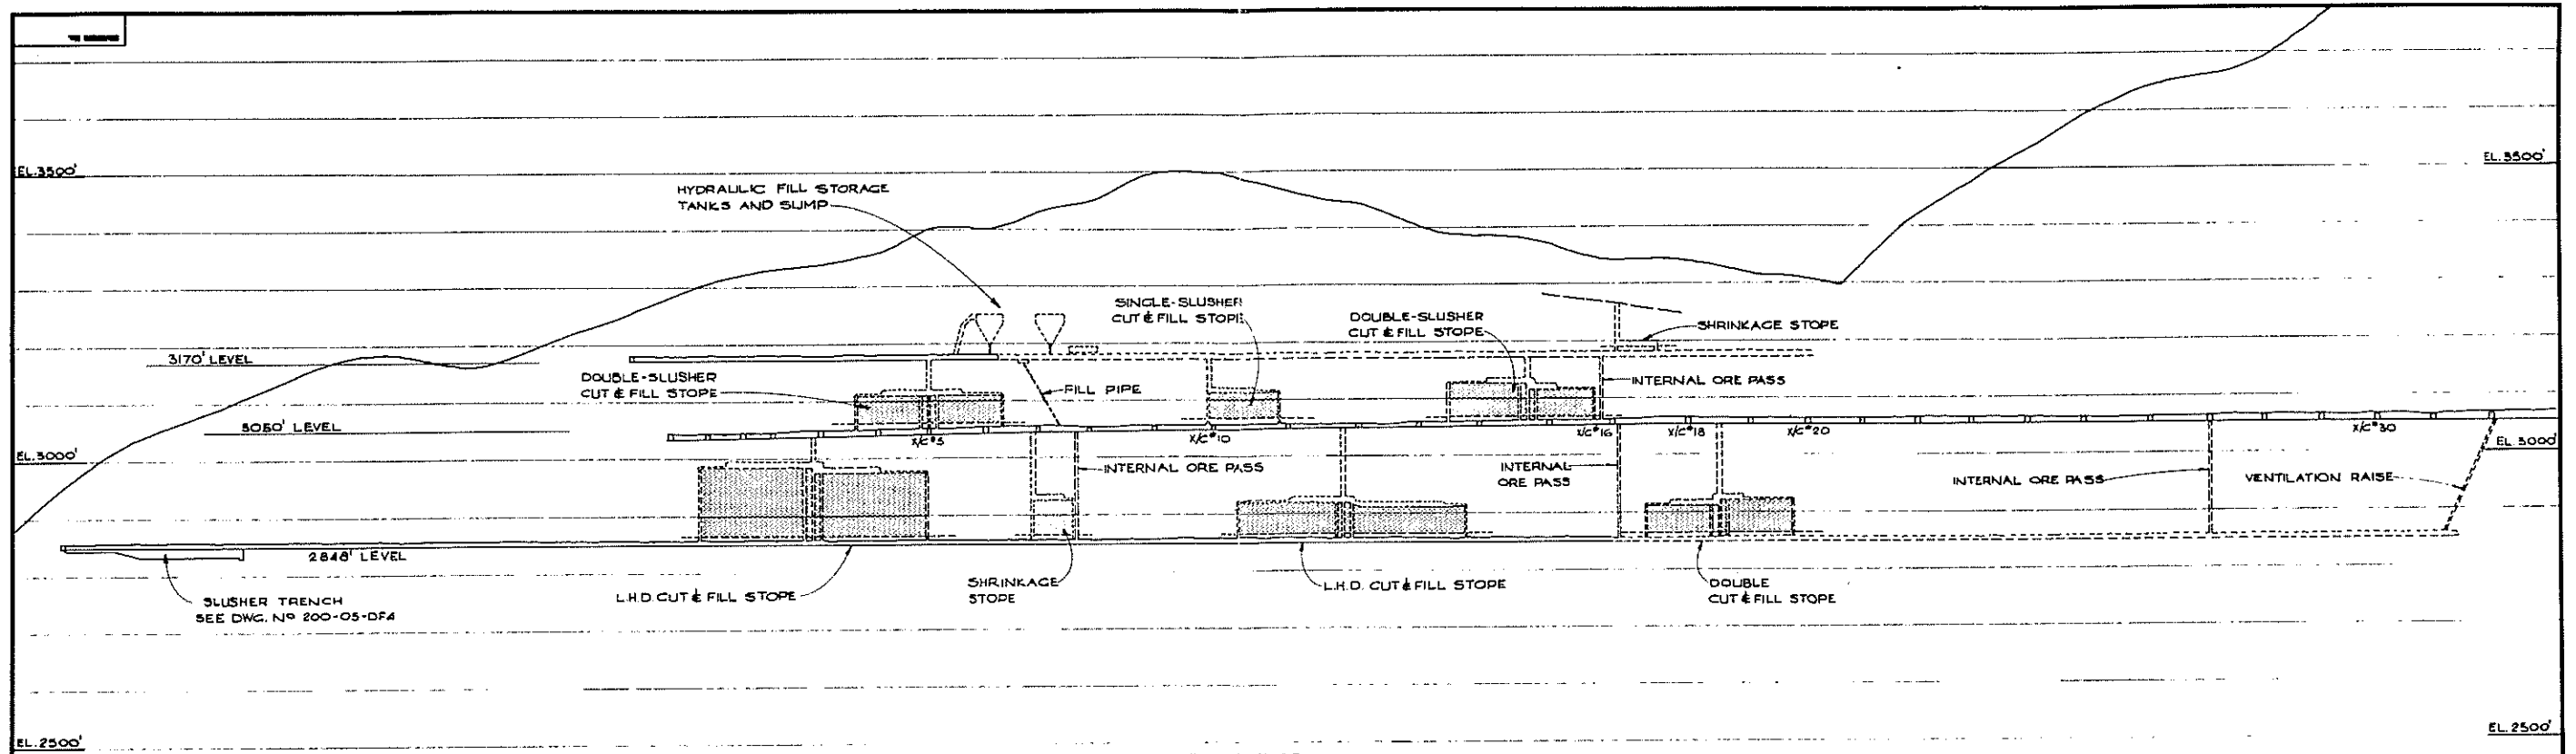 EL.3500'
EL.3500'
HYDRAULIC FILL STORAGE
TANKS AND SUMP
SINGLE-SLUSHER
CUT & FILL STOPE
DOUBLE-SLUSHER
CUT & FILL STOPE
SHRINKAGE STOPE
3170' LEVEL
DOUBLE-SLUSHER
CUT & FILL STOPE
FILL PIPE
INTERNAL ORE PASS
3050' LEVEL
X/C#5
X/C#10
X/C#16
X/C#18
X/C#20
X/C#30
EL.3000'
EL.3000'
INTERNAL ORE PASS
INTERNAL
ORE PASS
INTERNAL ORE PASS
VENTILATION RAISE
2848' LEVEL
SLUSHER TRENCH
SEE DWG. Nº 200-05-DF4
L.H.D. CUT & FILL STOPE
SHRINKAGE
STOPE
L.H.D. CUT & FILL STOPE
DOUBLE
CUT & FILL STOPE
EL.2500'
EL.2500'